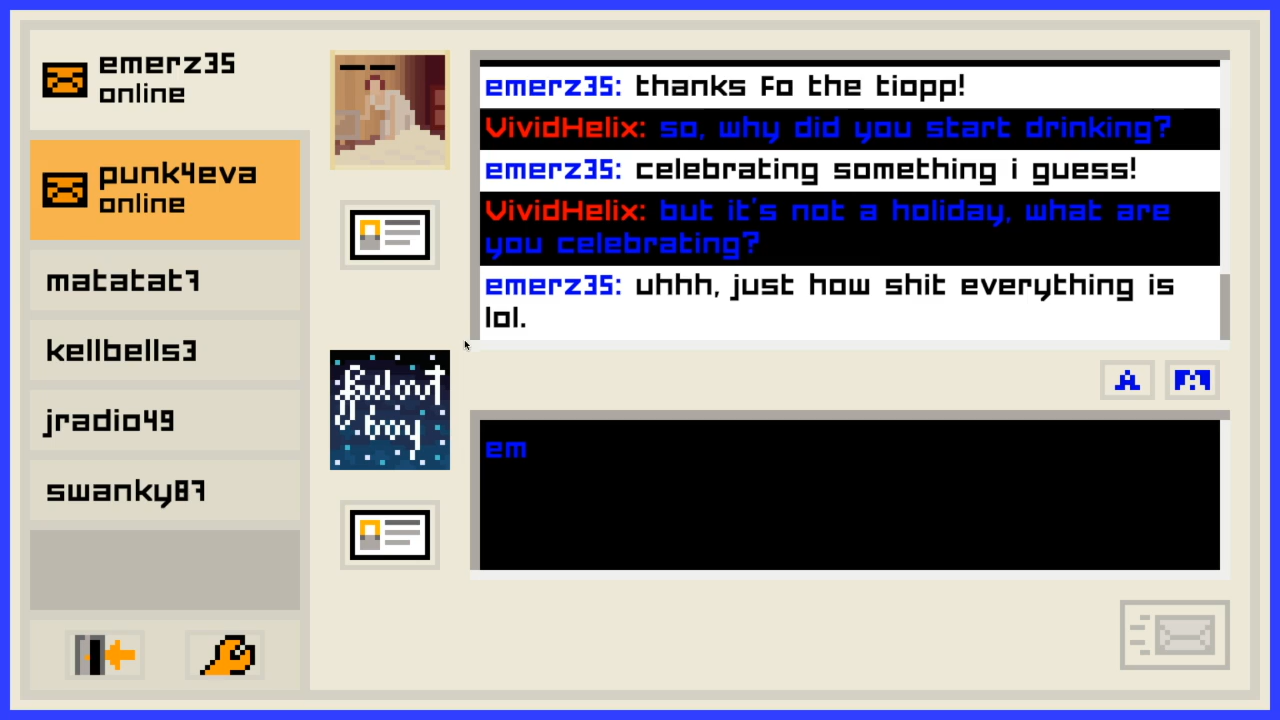 emerz35
online
punk4eva
online
matatat7
kellbells3
jradio49
swanky87
emerz35: thanks fo the tiopp!
VividHelix: so, why did you start drinking?
emerz35: celebrating something i guess!
VividHelix: but it's not a holiday, what are
you celebrating?
emerz35: uhhh, just how shit everything is
lol.
fallout
boy
A
em